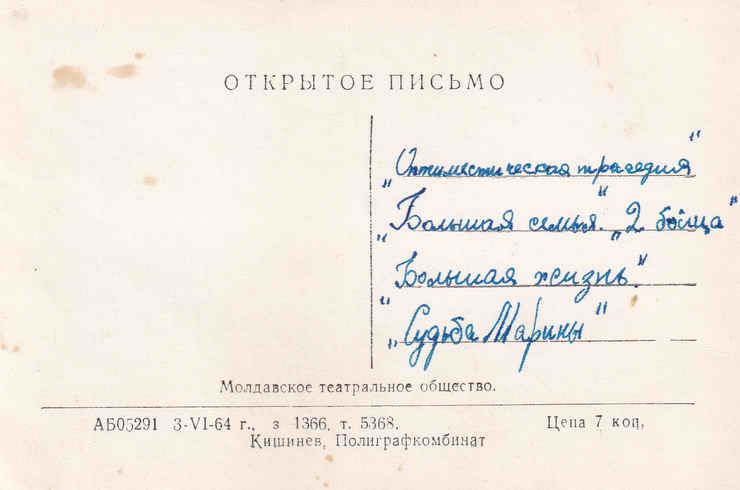 ОТКРЫТОЕ ПИСЬМО
„Оптимистическая трагедия"
„Большая семья". „2 бойца"
„Большая жизнь."
„Судьба Марины"
Молдавское театральное общество.
АБ05291 3-VI-64 г., з 1366, т. 5368. Цена 7 коп,
Кишинев, Полиграфкомбинат